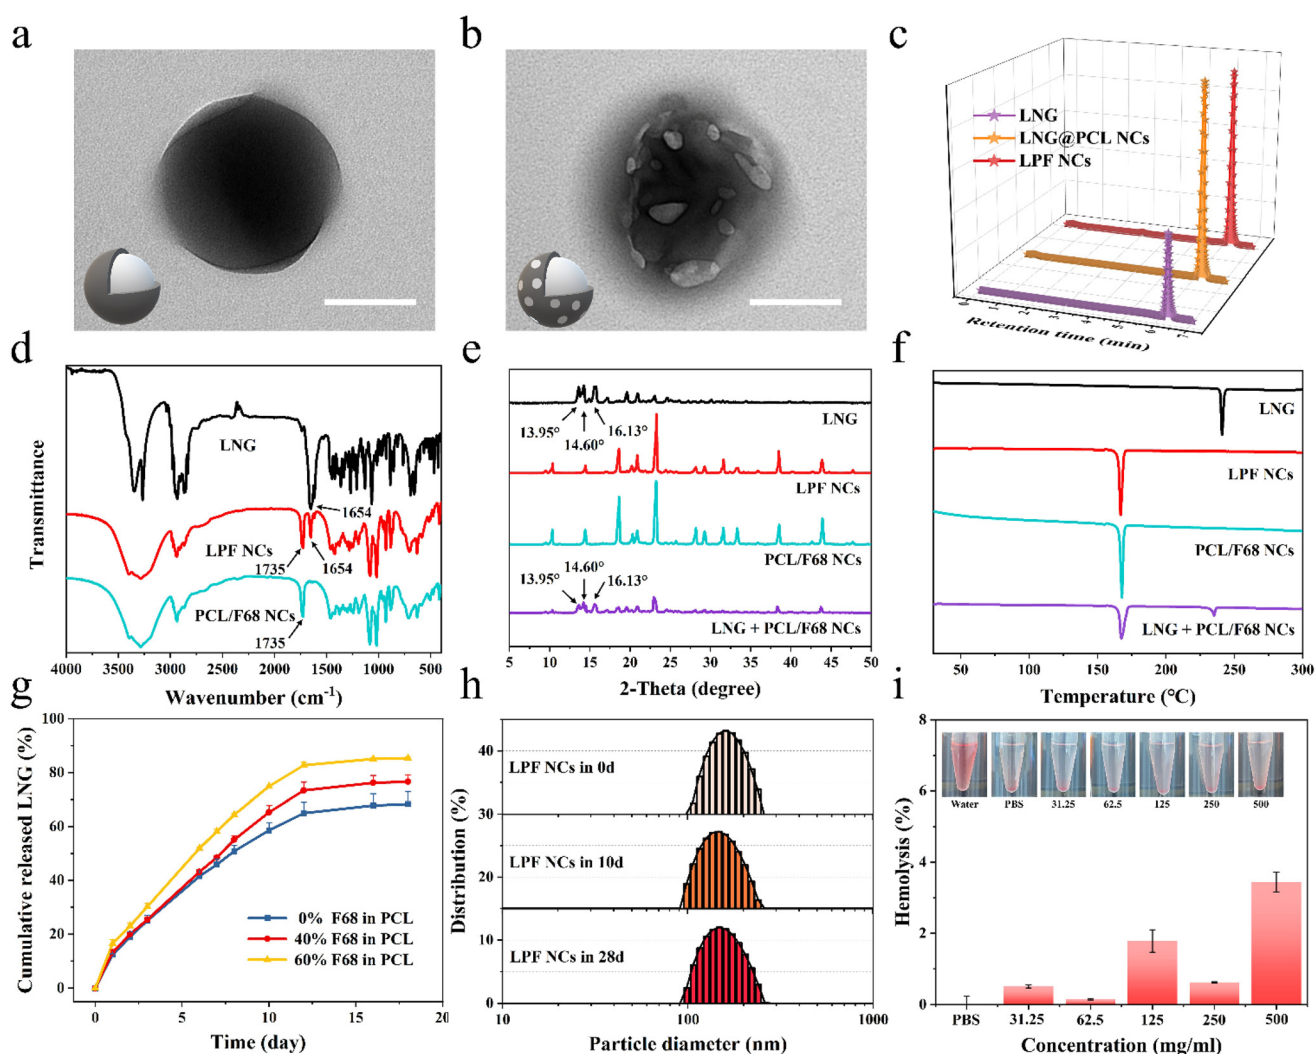 a
b
c
LNG
LNG@PCL NCs
LPF NCs
0 1 2 3 4 5 6 7
Retention time (min)
d
Transmittance
LNG
1654
LPF NCs
1735
1654
PCL/F68 NCs
1735
4000 3500 3000 2500 2000 1500 1000 500
Wavenumber (cm-1)
e
13.95°
14.60°
16.13°
LNG
LPF NCs
PCL/F68 NCs
13.95°
14.60°
16.13°
LNG + PCL/F68 NCs
5 10 15 20 25 30 35 40 45 50
2-Theta (degree)
f
LNG
LPF NCs
PCL/F68 NCs
LNG + PCL/F68 NCs
50 100 150 200 250 300
Temperature (°C)
g
Cumulative released LNG (%)
100
80
60
40
20
0
0% F68 in PCL
40% F68 in PCL
60% F68 in PCL
0 5 10 15 20
Time (day)
h
Distribution (%)
40
LPF NCs in 0d
30
LPF NCs in 10d
20
10
LPF NCs in 28d
0
10 100 1000
Particle diameter (nm)
i
Hemolysis (%)
8
6
4
2
0
Water PBS 31.25 62.5 125 250 500
PBS 31.25 62.5 125 250 500
Concentration (mg/ml)